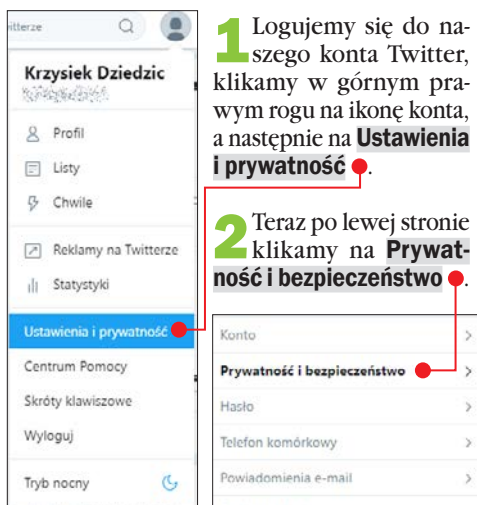 itterze
Krzysiek Dziedzic
Profil
Listy
Chwile
Reklamy na Twitterze
Statystyki
Ustawienia i prywatność
Centrum Pomocy
Skróty klawiszowe
Wyloguj
Tryb nocny
1 Logujemy się do na-
szego konta Twitter,
klikamy w górnym pra-
wym rogu na ikonę konta,
a następnie na Ustawienia
i prywatność .
2 Teraz po lewej stronie
klikamy na Prywat-
ność i bezpieczeństwo .
Konto
Prywatność i bezpieczeństwo
Hasło
Telefon komórkowy
Powiadomienia e-mail